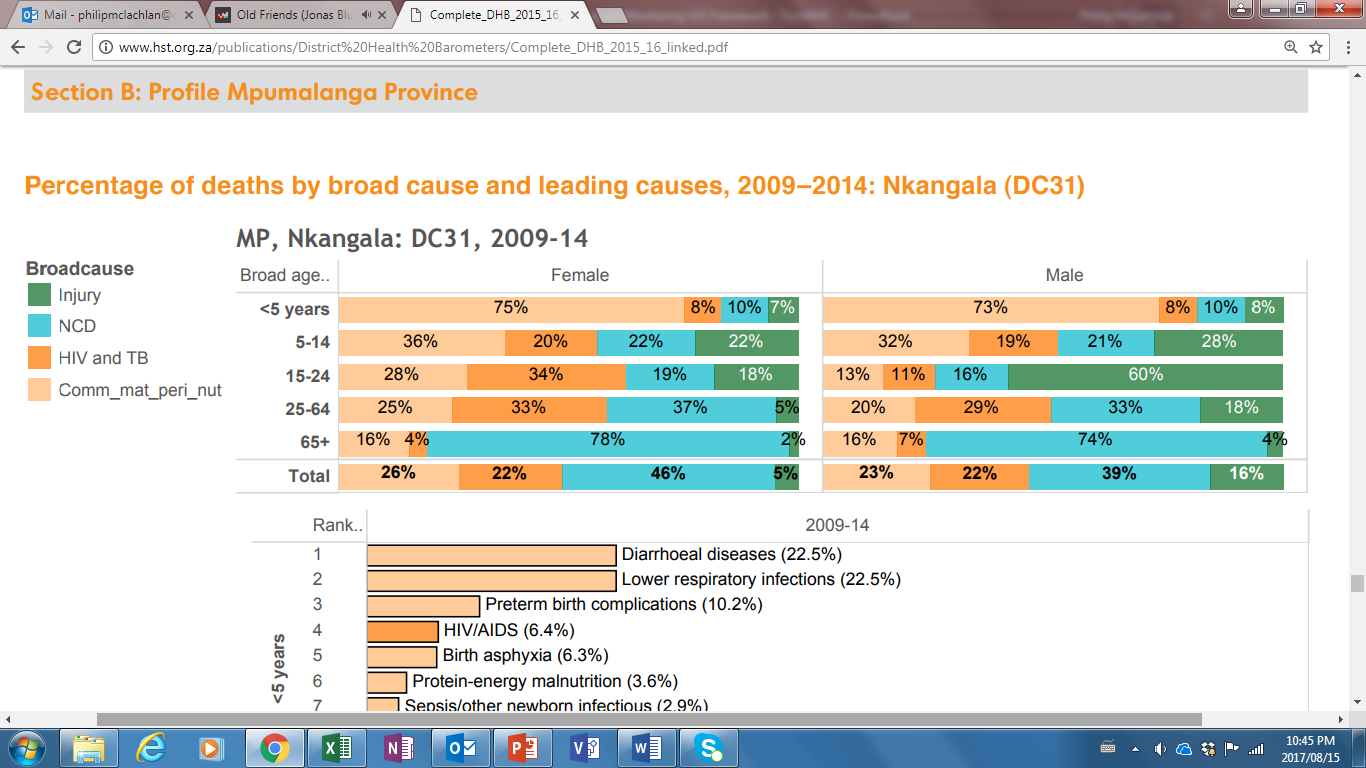 Mail - philipmclachlan@
Old Friends (Jonas Blu
Complete_DHB_2015_16_
www.hst.org.za/publications/District%20Health%20Barometers/Complete_DHB_2015_16_linked.pdf
Section B: Profile Mpumalanga Province
Percentage of deaths by broad cause and leading causes, 2009–2014: Nkangala (DC31)
MP, Nkangala: DC31, 2009-14
Broadcause
Injury
NCD
HIV and TB
Comm_mat_peri_nut
Broad age.. Female Male
<5 years 75% 8% 10% 7% 73% 8% 10% 8%
5-14 36% 20% 22% 22% 32% 19% 21% 28%
15-24 28% 34% 19% 18% 13% 11% 16% 60%
25-64 25% 33% 37% 5% 20% 29% 33% 18%
65+ 16% 4% 78% 2% 16% 7% 74% 4%
Total 26% 22% 46% 5% 23% 22% 39% 16%
Rank.. 2009-14
<5 years
1 Diarrhoeal diseases (22.5%)
2 Lower respiratory infections (22.5%)
3 Preterm birth complications (10.2%)
4 HIV/AIDS (6.4%)
5 Birth asphyxia (6.3%)
6 Protein-energy malnutrition (3.6%)
7 Sepsis/other newborn infectious (2.9%)
10:45 PM
2017/08/15